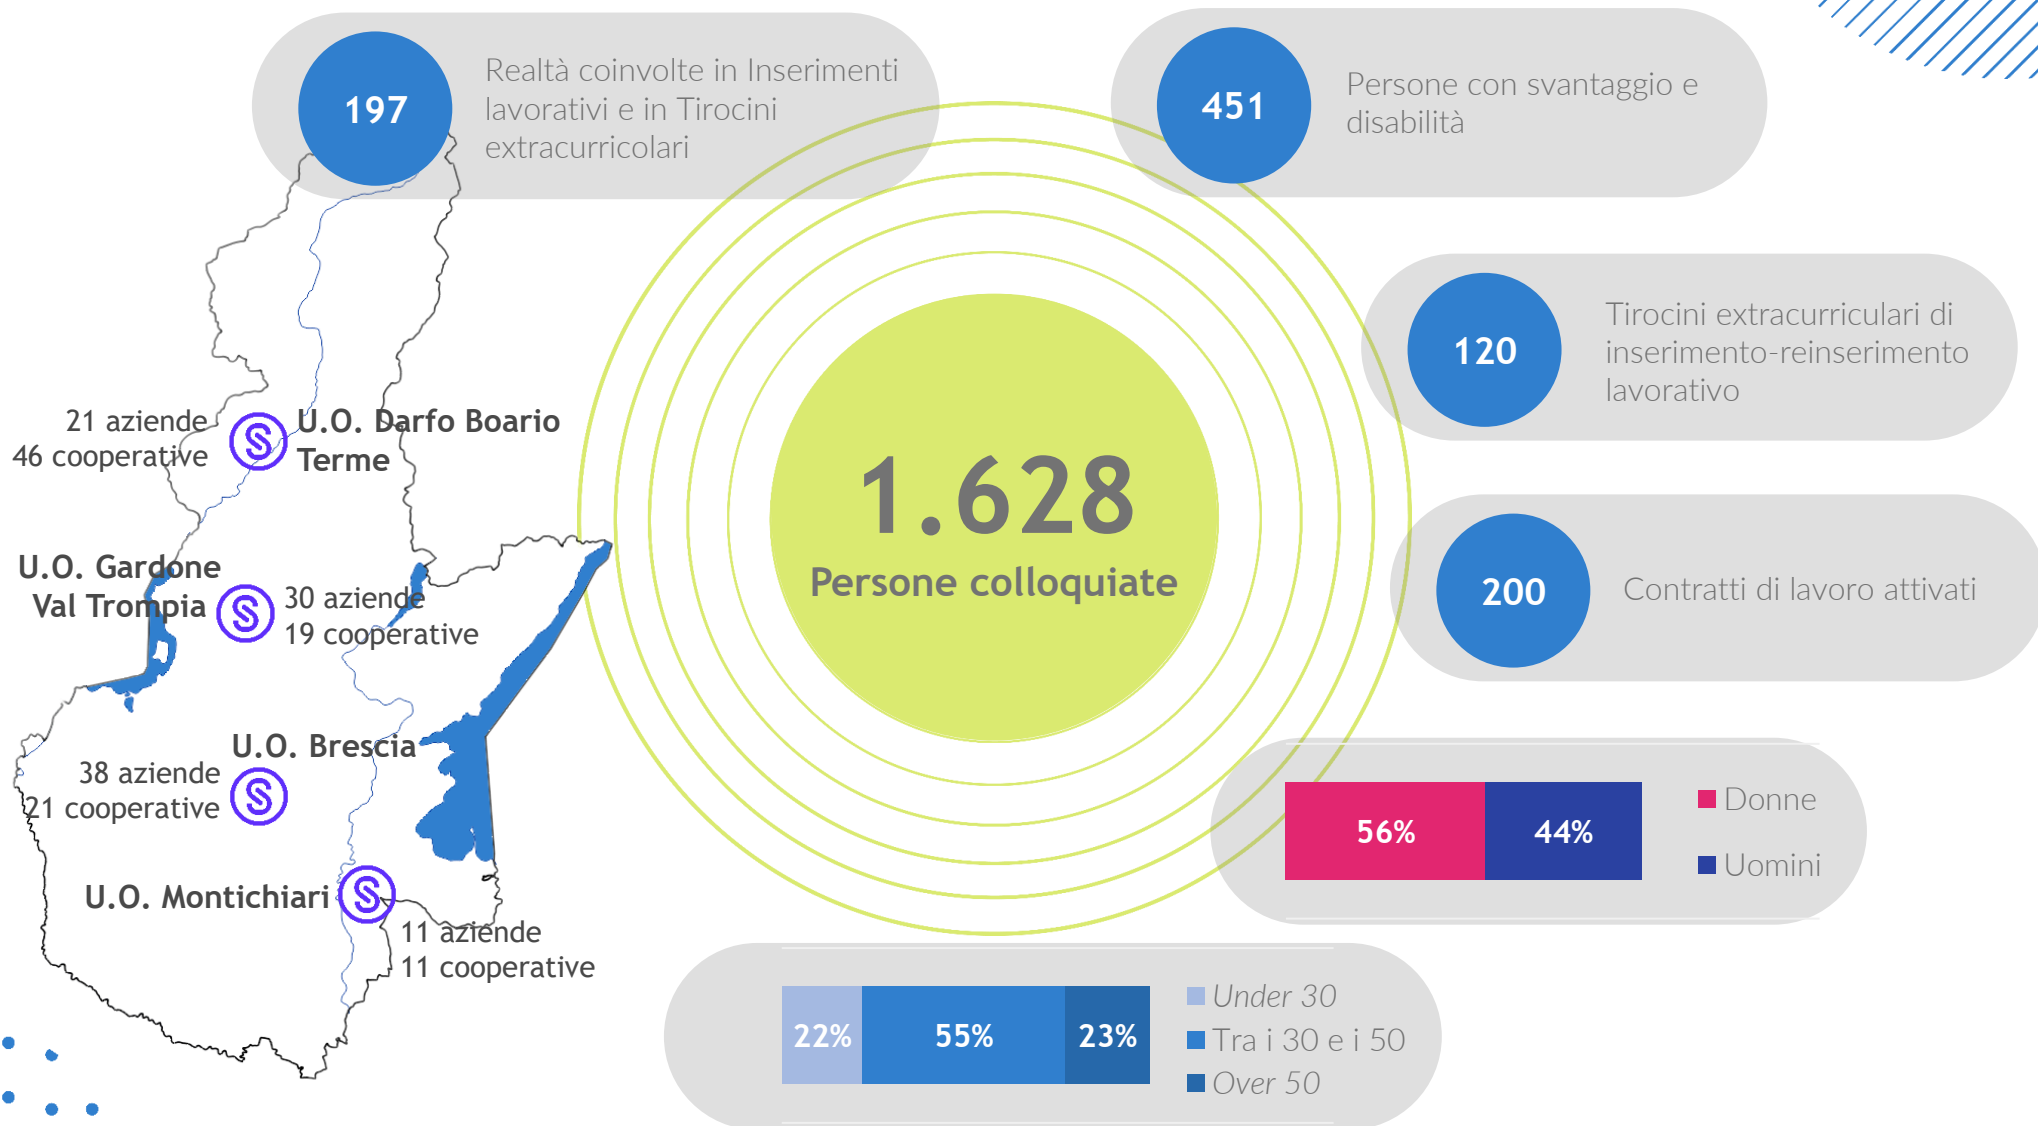 197
Realtà coinvolte in Inserimenti
lavorativi e in Tirocini
extracurricolari
451
Persone con svantaggio e
disabilità
120
Tirocini extracurriculari di
inserimento-reinserimento
lavorativo
21 aziende
46 cooperative
U.O. Darfo Boario
Terme
1.628
Persone colloquiate
U.O. Gardone
Val Trompia
30 aziende
19 cooperative
200
Contratti di lavoro attivati
U.O. Brescia
38 aziende
21 cooperative
56%
44%
Donne
Uomini
U.O. Montichiari
11 aziende
11 cooperative
22%
55%
23%
Under 30
Tra i 30 e i 50
Over 50